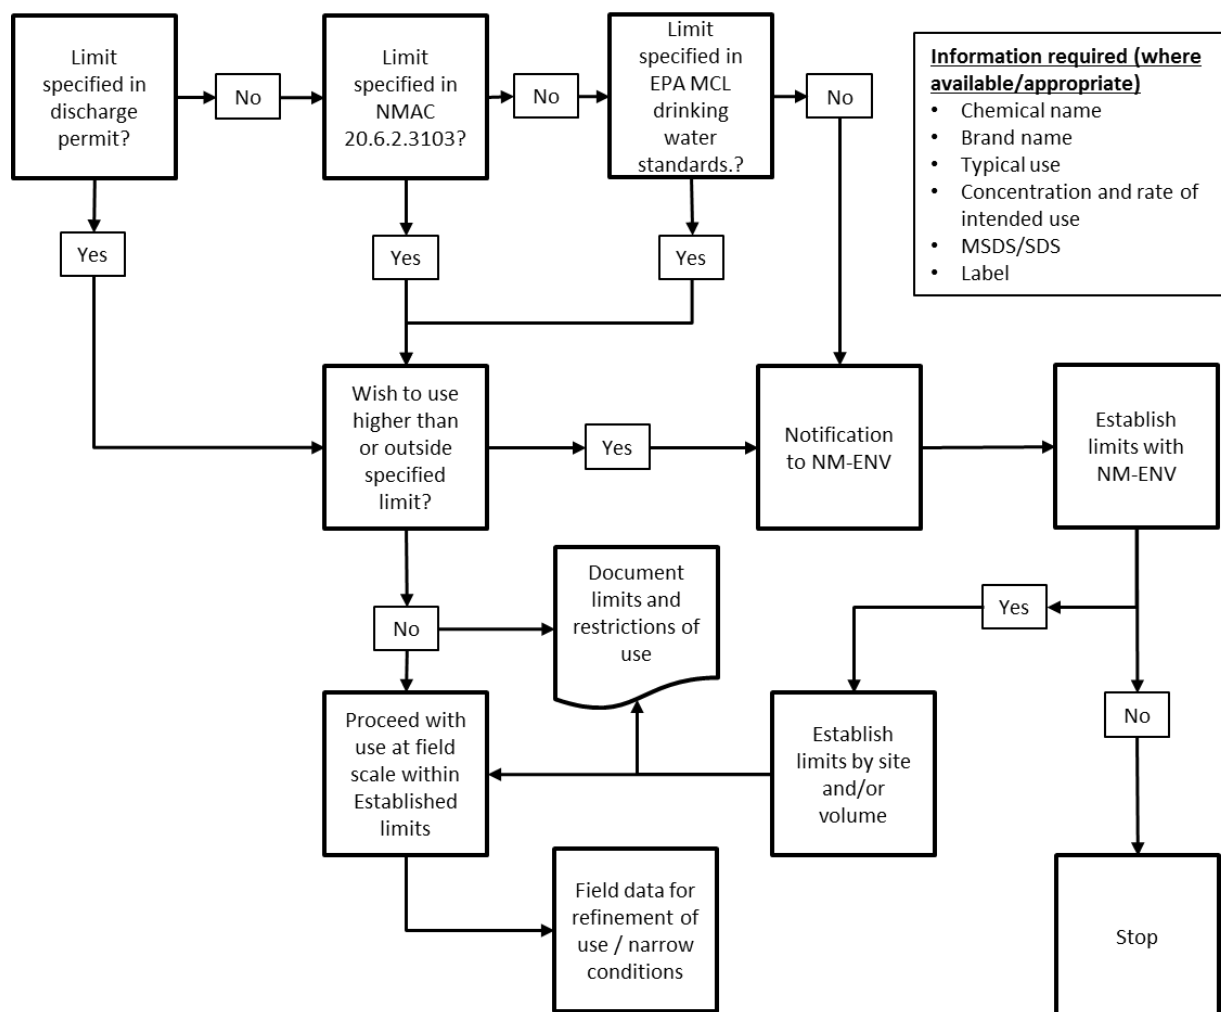 Limit
specified in
discharge
permit?
No
Limit
specified in
NMAC
20.6.2.3103?
No
Limit
specified in
EPA MCL
drinking
water
standards.?
No
Information required (where
available/appropriate)
• Chemical name
• Brand name
• Typical use
• Concentration and rate of
intended use
• MSDS/SDS
• Label
Yes
Yes
Yes
Wish to use
higher than
or outside
specified
limit?
Yes
Notification
to NM-ENV
Establish
limits with
NM-ENV
No
Document
limits and
restrictions of
use
Yes
No
Proceed with
use at field
scale within
Established
limits
Establish
limits by site
and/or
volume
Field data for
refinement of
use / narrow
conditions
Stop